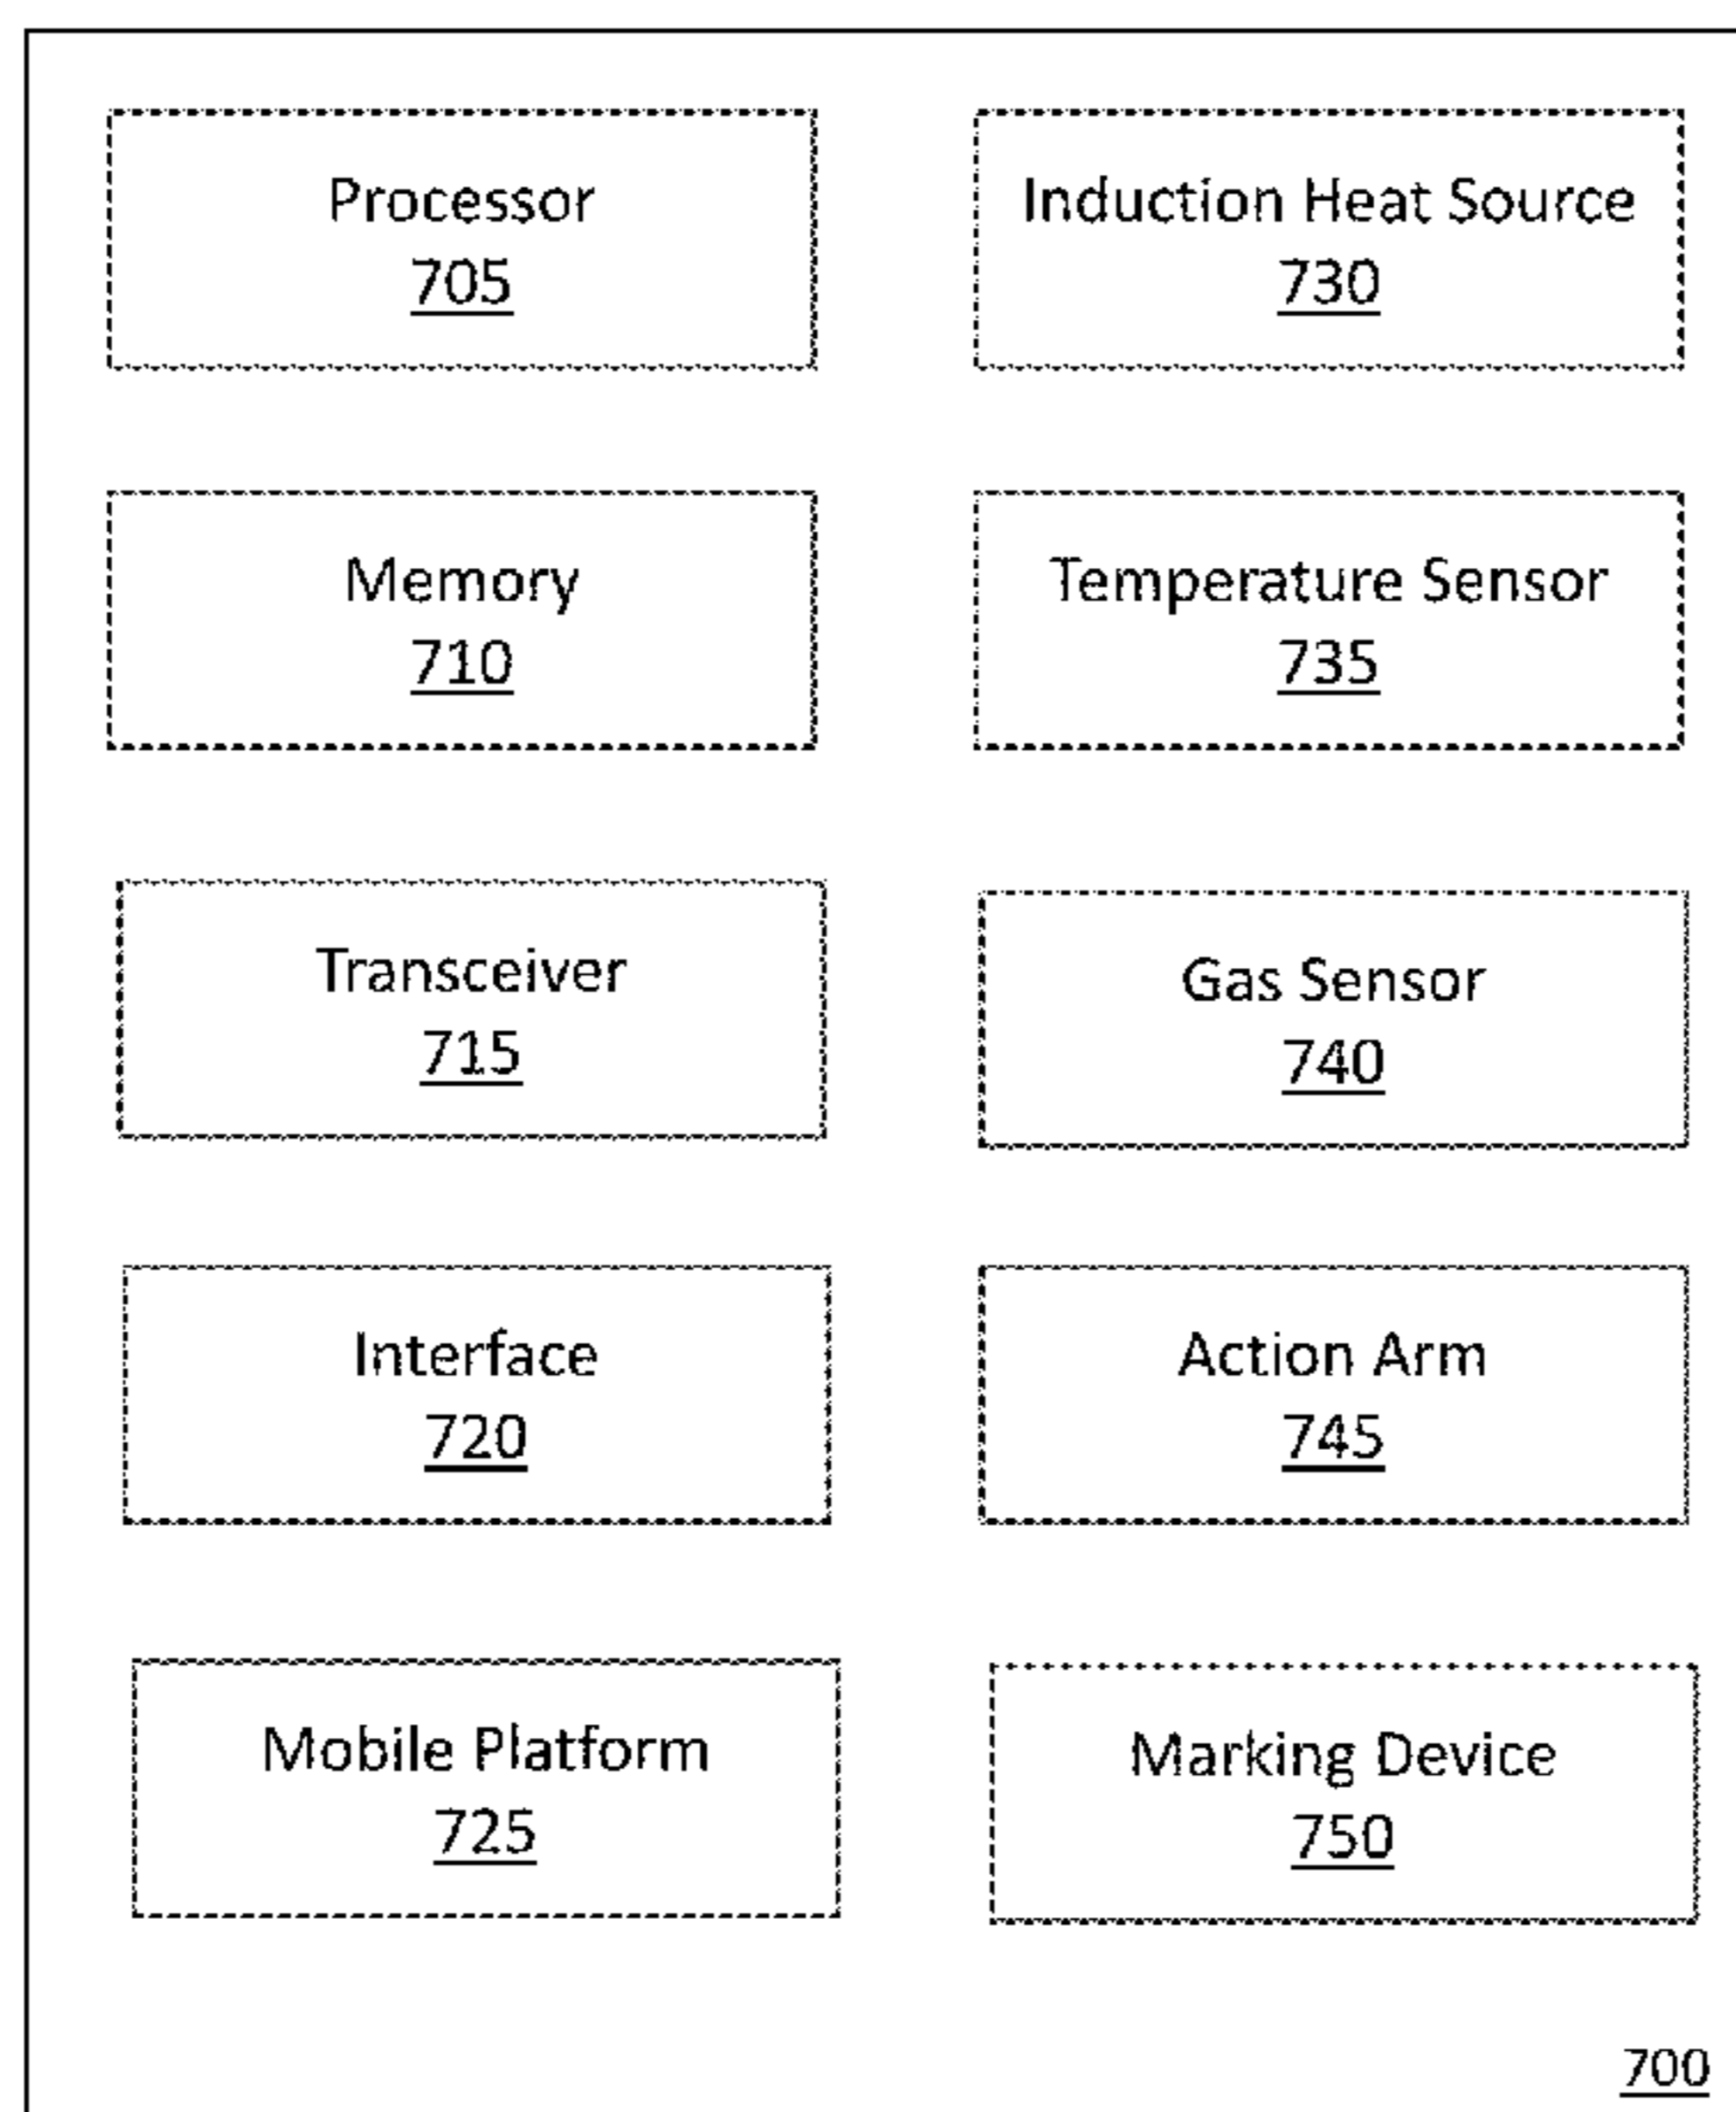 Processor
705
Induction Heat Source
730
Memory
710
Temperature Sensor
735
Transceiver
715
Gas Sensor
740
Interface
720
Action Arm
745
Mobile Platform
725
Marking Device
750
700